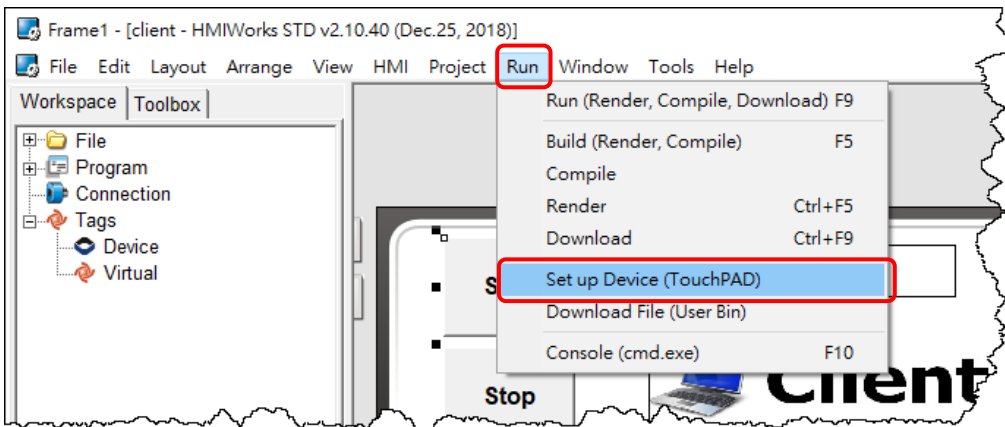 Frame1 - [client - HMIWorks STD v2.10.40 (Dec.25, 2018)]
File Edit Layout Arrange View HMI Project Run Window Tools Help
Workspace Toolbox
File
Program
Connection
Tags
Device
Virtual
Run (Render, Compile, Download) F9
Build (Render, Compile) F5
Compile
Render Ctrl+F5
Download Ctrl+F9
Set up Device (TouchPAD)
Download File (User Bin)
Console (cmd.exe) F10
S
Stop
Client